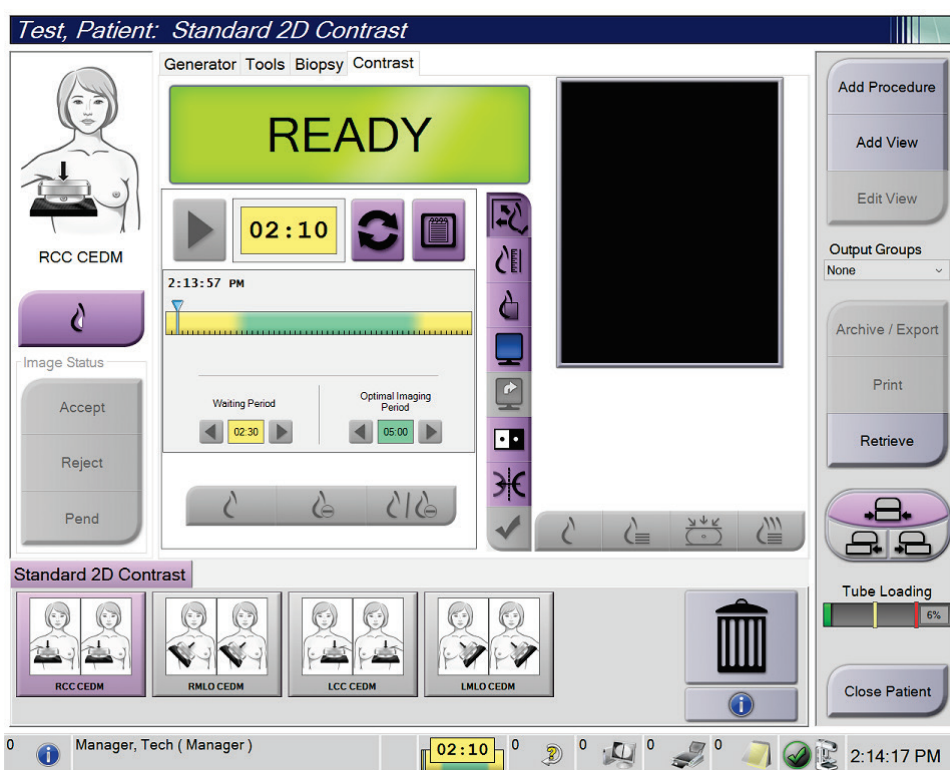 Test, Patient: Standard 2D Contrast
Generator Tools Biopsy Contrast
READY
02:10
RCC CEDM
2:13:57 PM
Image Status
Accept
Reject
Pend
Waiting Period
02:30
Optimal Imaging
Period
05:00
Add Procedure
Add View
Edit View
Output Groups
None
Archive / Export
Print
Retrieve
Tube Loading
6%
Close Patient
Standard 2D Contrast
RCC CEDM
RMLO CEDM
LCC CEDM
LMLO CEDM
0
Manager, Tech ( Manager )
02:10
0
0
0
0
2:14:17 PM